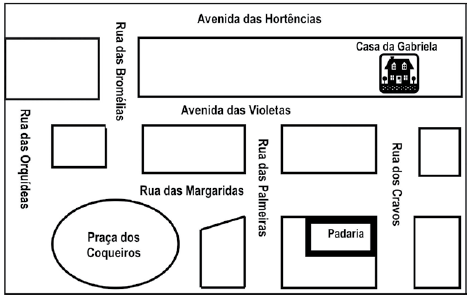 Avenida das Hortências
Rua das Bromélias
Casa da Gabriela
Avenida das Violetas
Rua das Orquídeas
Rua das Palmeiras
Rua dos Cravos
Rua das Margaridas
Praça dos
Coqueiros
Padaria